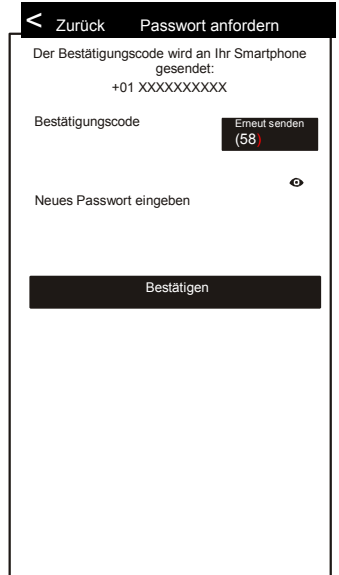 < Zurück Passwort anfordern
Der Bestätigungscode wird an Ihr Smartphone
gesendet:
+01 XXXXXXXXXX
Bestätigungscode
Erneut senden
(58)
Neues Passwort eingeben
Bestätigen